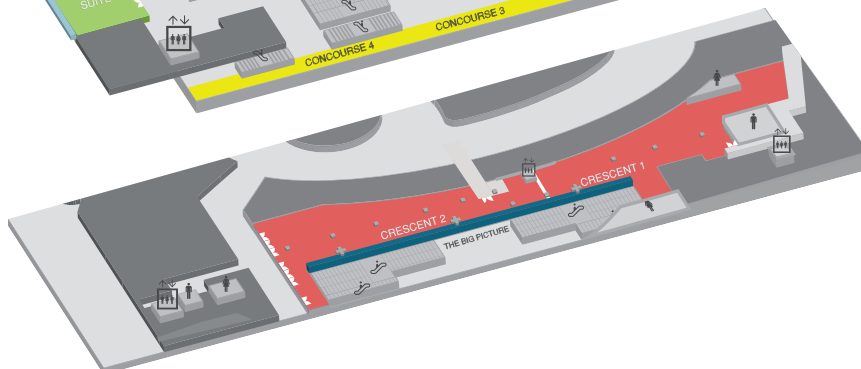 SUITE
CONCOURSE 3
CONCOURSE 4
CRESCENT 1
CRESCENT 2
THE BIG PICTURE